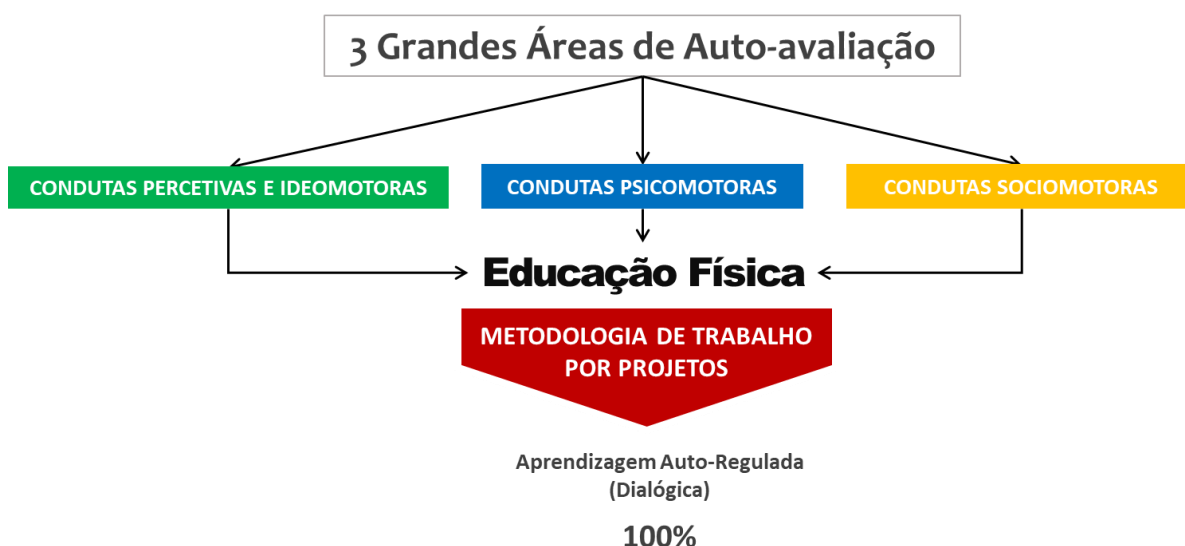 3 Grandes Áreas de Auto-avaliação
CONDUTAS PERCETIVAS E IDEOMOTORAS
CONDUTAS PSICOMOTORAS
CONDUTAS SOCIOMOTORAS
Educação Física
METODOLOGIA DE TRABALHO
POR PROJETOS
Aprendizagem Auto-Regulada
(Dialógica)
100%